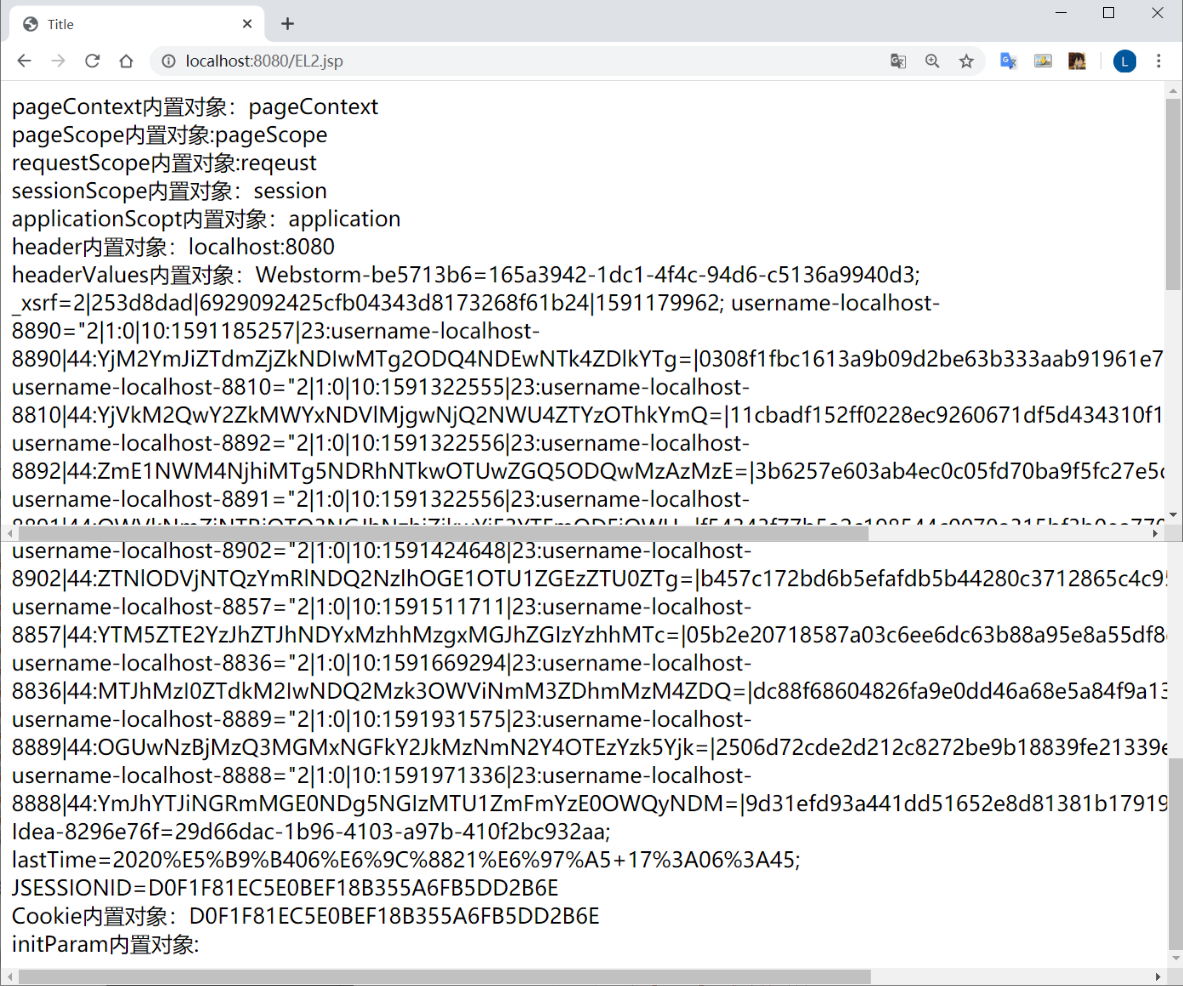 Title
localhost:8080/EL2.jsp
L
pageContext内置对象：pageContext
pageScope内置对象:pageScope
requestScope内置对象:reqeust
sessionScope内置对象：session
applicationScopt内置对象：application
header内置对象：localhost:8080
headerValues内置对象：Webstorm-be5713b6=165a3942-1dc1-4f4c-94d6-c5136a9940d3;
_xsrf=2|253d8dad|6929092425cfb04343d8173268f61b24|1591179962; username-localhost-
8890="2|1:0|10:1591185257|23:username-localhost-
8890|44:YjM2YmJiZTdmZjZkNDIwMTg2ODQ4NDEwNTk4ZDlkYTg=|0308f1fbc1613a9b09d2be63b333aab91961e7
username-localhost-8810="2|1:0|10:1591322555|23:username-localhost-
8810|44:YjVkM2QwY2ZkMWYxNDVlMjgwNjQ2NWU4ZTYzOThkYmQ=|11cbadf152ff0228ec9260671df5d434310f1
username-localhost-8892="2|1:0|10:1591322556|23:username-localhost-
8892|44:ZmE1NWM4NjhiMTg5NDRhNTkwOTUwZGQ5ODQwMzAzMzE=|3b6257e603ab4ec0c05fd70ba9f5fc27e5
username-localhost-8891="2|1:0|10:1591322556|23:username-localhost-
username-localhost-8902="2|1:0|10:1591424648|23:username-localhost-
8902|44:ZTNlODVjNTQzYmRlNDQ2NzlhOGE1OTU1ZGEzZTU0ZTg=|b457c172bd6b5efafdb5b44280c3712865c4c9
username-localhost-8857="2|1:0|10:1591511711|23:username-localhost-
8857|44:YTM5ZTE2YzJhZTJhNDYxMzhhMzgxMGJhZGIzYzhhMTc=|05b2e20718587a03c6ee6dc63b88a95e8a55df8
username-localhost-8836="2|1:0|10:1591669294|23:username-localhost-
8836|44:MTJhMzI0ZTdkM2IwNDQ2Mzk3OWViNmM3ZDhmMzM4ZDQ=|dc88f68604826fa9e0dd46a68e5a84f9a13
username-localhost-8889="2|1:0|10:1591931575|23:username-localhost-
8889|44:OGUwNzBjMzQ3MGMxNGFkY2JkMzNmN2Y4OTEzYzk5Yjk=|2506d72cde2d212c8272be9b18839fe21339
username-localhost-8888="2|1:0|10:1591971336|23:username-localhost-
8888|44:YmJhYTJiNGRmMGE0NDg5NGIzMTU1ZmFmYzE0OWQyNDM=|9d31efd93a441dd51652e8d81381b17919
Idea-8296e76f=29d66dac-1b96-4103-a97b-410f2bc932aa;
lastTime=2020%E5%B9%B406%E6%9C%8821%E6%97%A5+17%3A06%3A45;
JSESSIONID=D0F1F81EC5E0BEF18B355A6FB5DD2B6E
Cookie内置对象：D0F1F81EC5E0BEF18B355A6FB5DD2B6E
initParam内置对象: